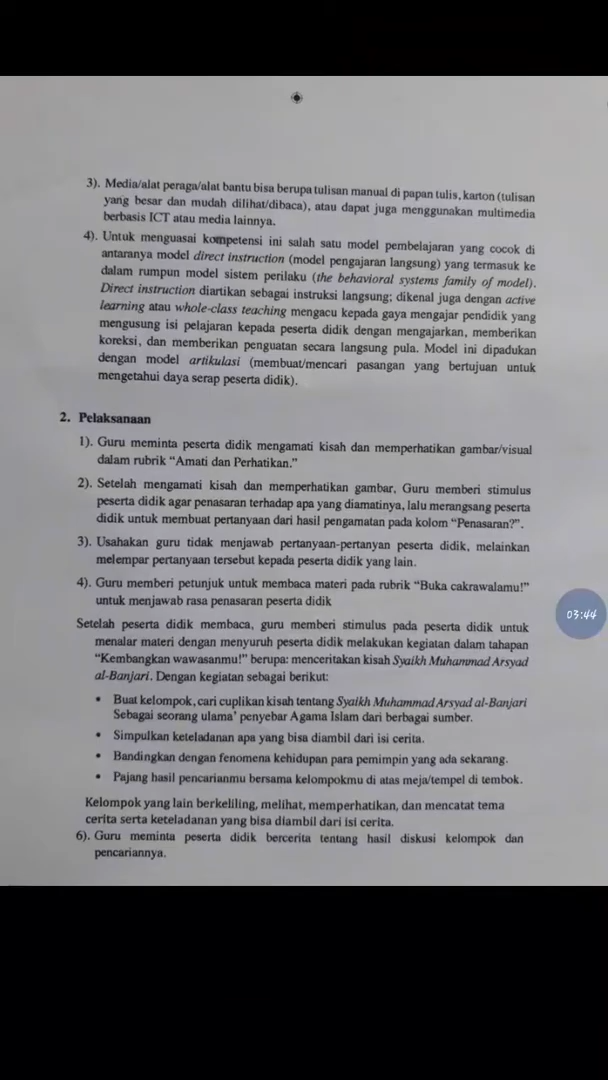 3). Media/alat peraga/alat bantu bisa berupa tulisan manual di papan tulis, karton (tulisan
yang besar dan mudah dilihat/dibaca), atau dapat juga menggunakan multimedia
berbasis ICT atau media lainnya.
4). Untuk menguasai kompetensi ini salah satu model pembelajaran yang cocok di
antaranya model direct instruction (model pengajaran langsung) yang termasuk ke
dalam rumpun model sistem perilaku (the behavioral systems family of model).
Direct instruction diartikan sebagai instruksi langsung; dikenal juga dengan active
learning atau whole-class teaching mengacu kepada gaya mengajar pendidik yang
mengusung isi pelajaran kepada peserta didik dengan mengajarkan, memberikan
koreksi, dan memberikan penguatan secara langsung pula. Model ini dipadukan
dengan model artikulasi (membuat/mencari pasangan yang bertujuan untuk
mengetahui daya serap peserta didik).
2. Pelaksanaan
1). Guru meminta peserta didik mengamati kisah dan memperhatikan gambar/visual
dalam rubrik “Amati dan Perhatikan.”
2). Setelah mengamati kisah dan memperhatikan gambar, Guru memberi stimulus
peserta didik agar penasaran terhadap apa yang diamatinya, lalu merangsang peserta
didik untuk membuat pertanyaan dari hasil pengamatan pada kolom “Penasaran?”.
3). Usahakan guru tidak menjawab pertanyaan-pertanyan peserta didik, melainkan
melempar pertanyaan tersebut kepada peserta didik yang lain.
4). Guru memberi petunjuk untuk membaca materi pada rubrik “Buka cakrawalamu!”
untuk menjawab rasa penasaran peserta didik
03:44
Setelah peserta didik membaca, guru memberi stimulus pada peserta didik untuk
menalar materi dengan menyuruh peserta didik melakukan kegiatan dalam tahapan
“Kembangkan wawasanmu!” berupa: menceritakan kisah Syaikh Muhammad Arsyad
al-Banjari. Dengan kegiatan sebagai berikut:
• Buat kelompok, cari cuplikan kisah tentang Syaikh Muhammad Arsyad al-Banjari
Sebagai seorang ulama’ penyebar Agama Islam dari berbagai sumber.
• Simpulkan keteladanan apa yang bisa diambil dari isi cerita.
• Bandingkan dengan fenomena kehidupan para pemimpin yang ada sekarang.
• Pajang hasil pencarianmu bersama kelompokmu di atas meja/tempel di tembok.
Kelompok yang lain berkeliling, melihat, memperhatikan, dan mencatat tema
cerita serta keteladanan yang bisa diambil dari isi cerita.
6). Guru meminta peserta didik bercerita tentang hasil diskusi kelompok dan
pencariannya.